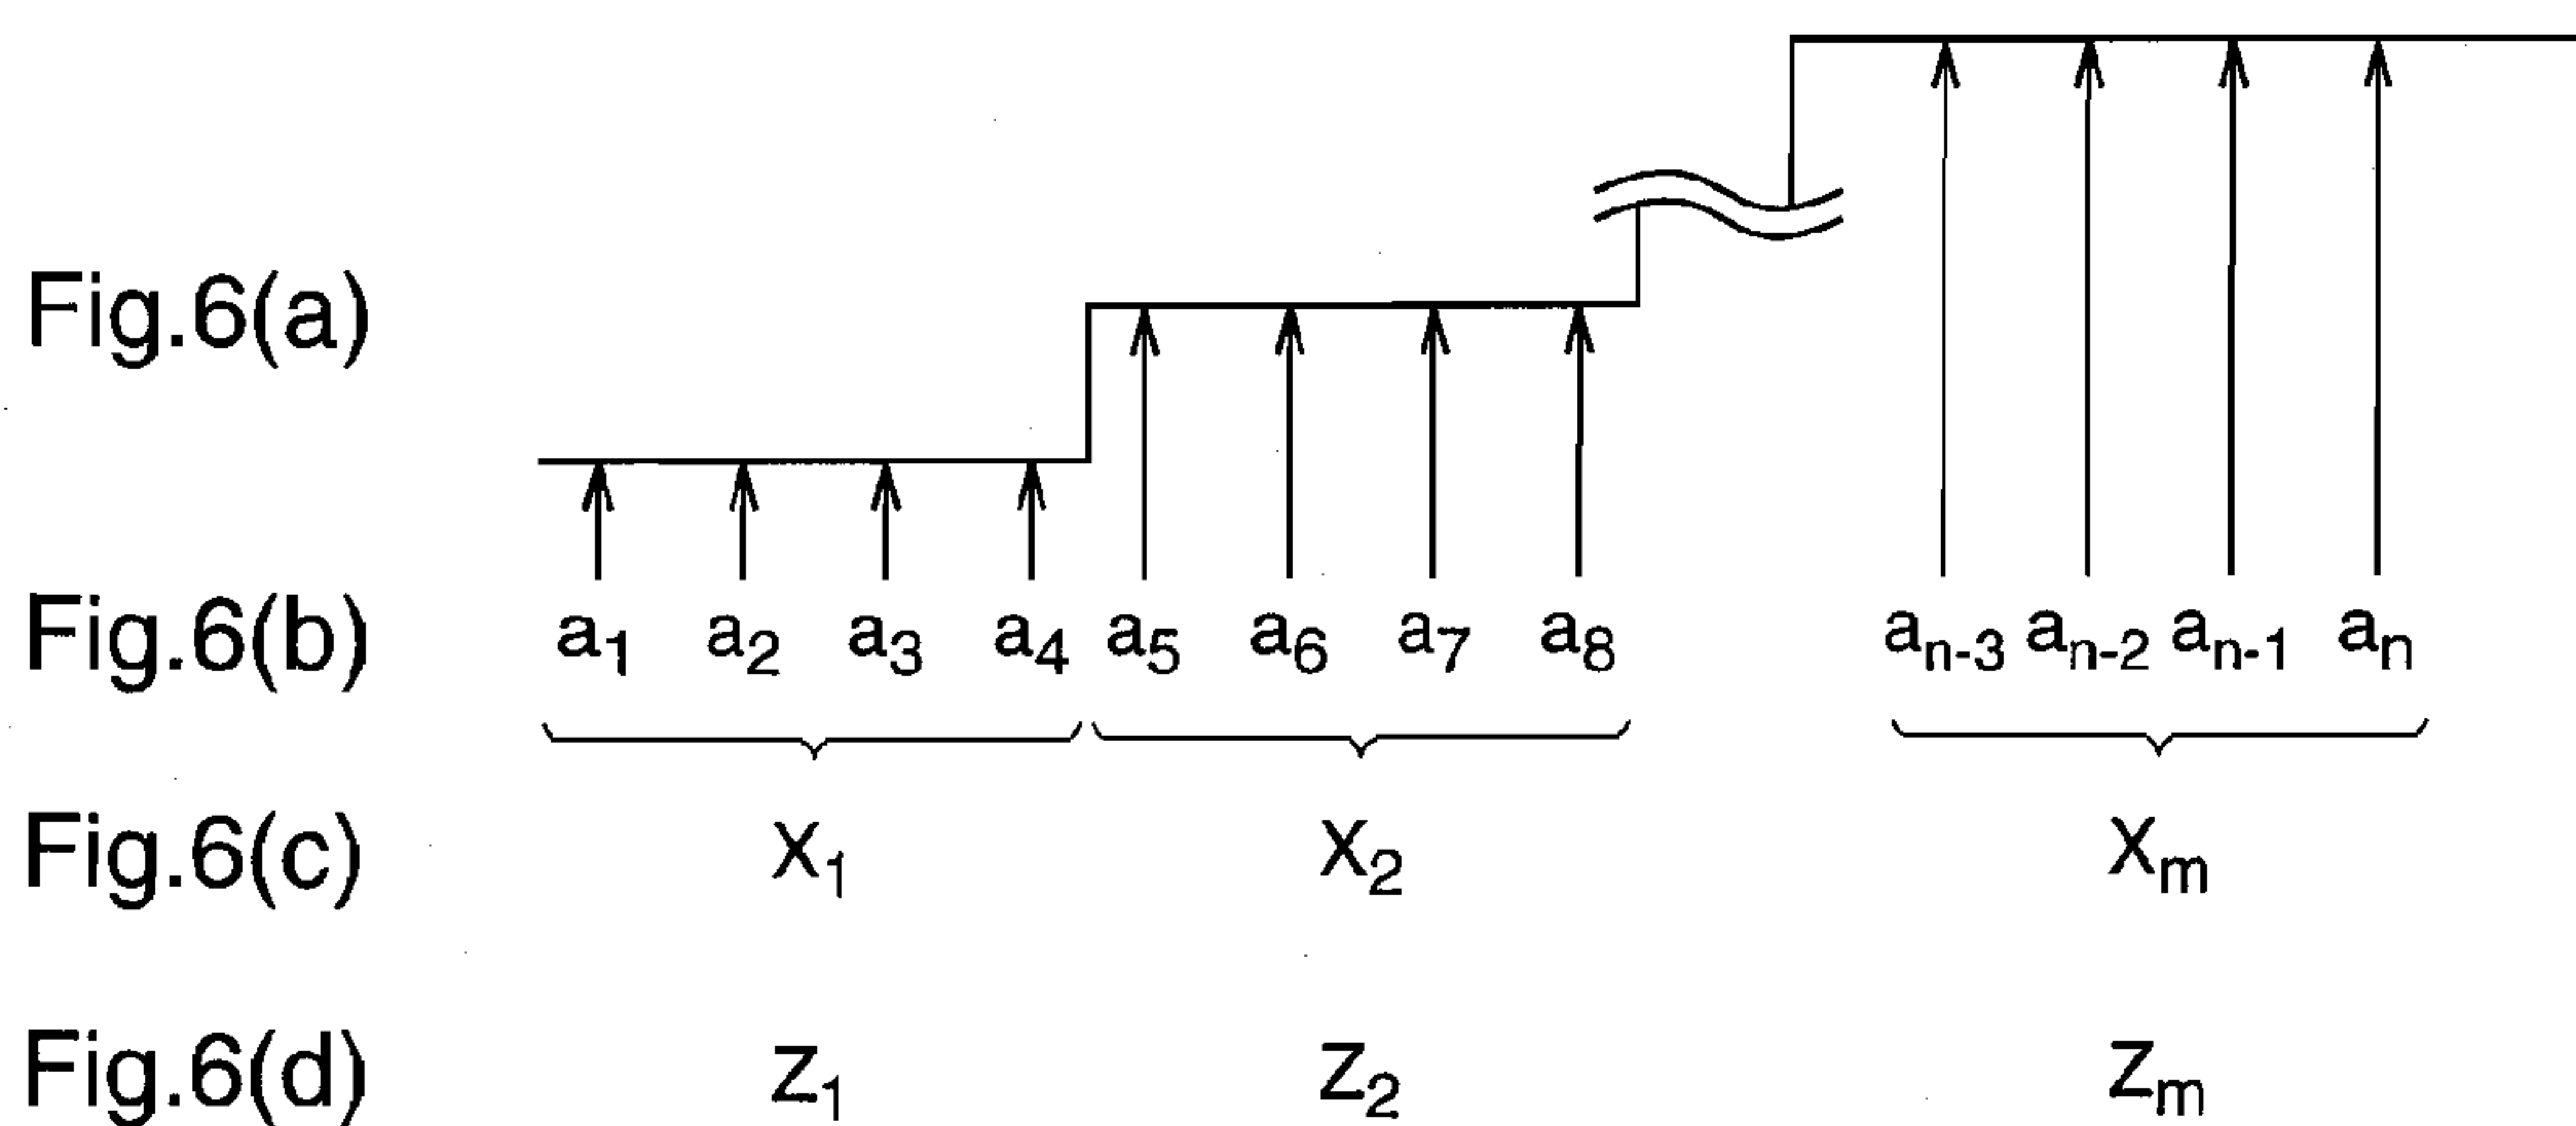 Fig.6(a)
Fig.6(b) a1 a2 a3 a4 a5 a6 a7 a8 an-3 an-2 an-1 an
Fig.6(c) X1 X2 Xm
Fig.6(d) Z1 Z2 Zm